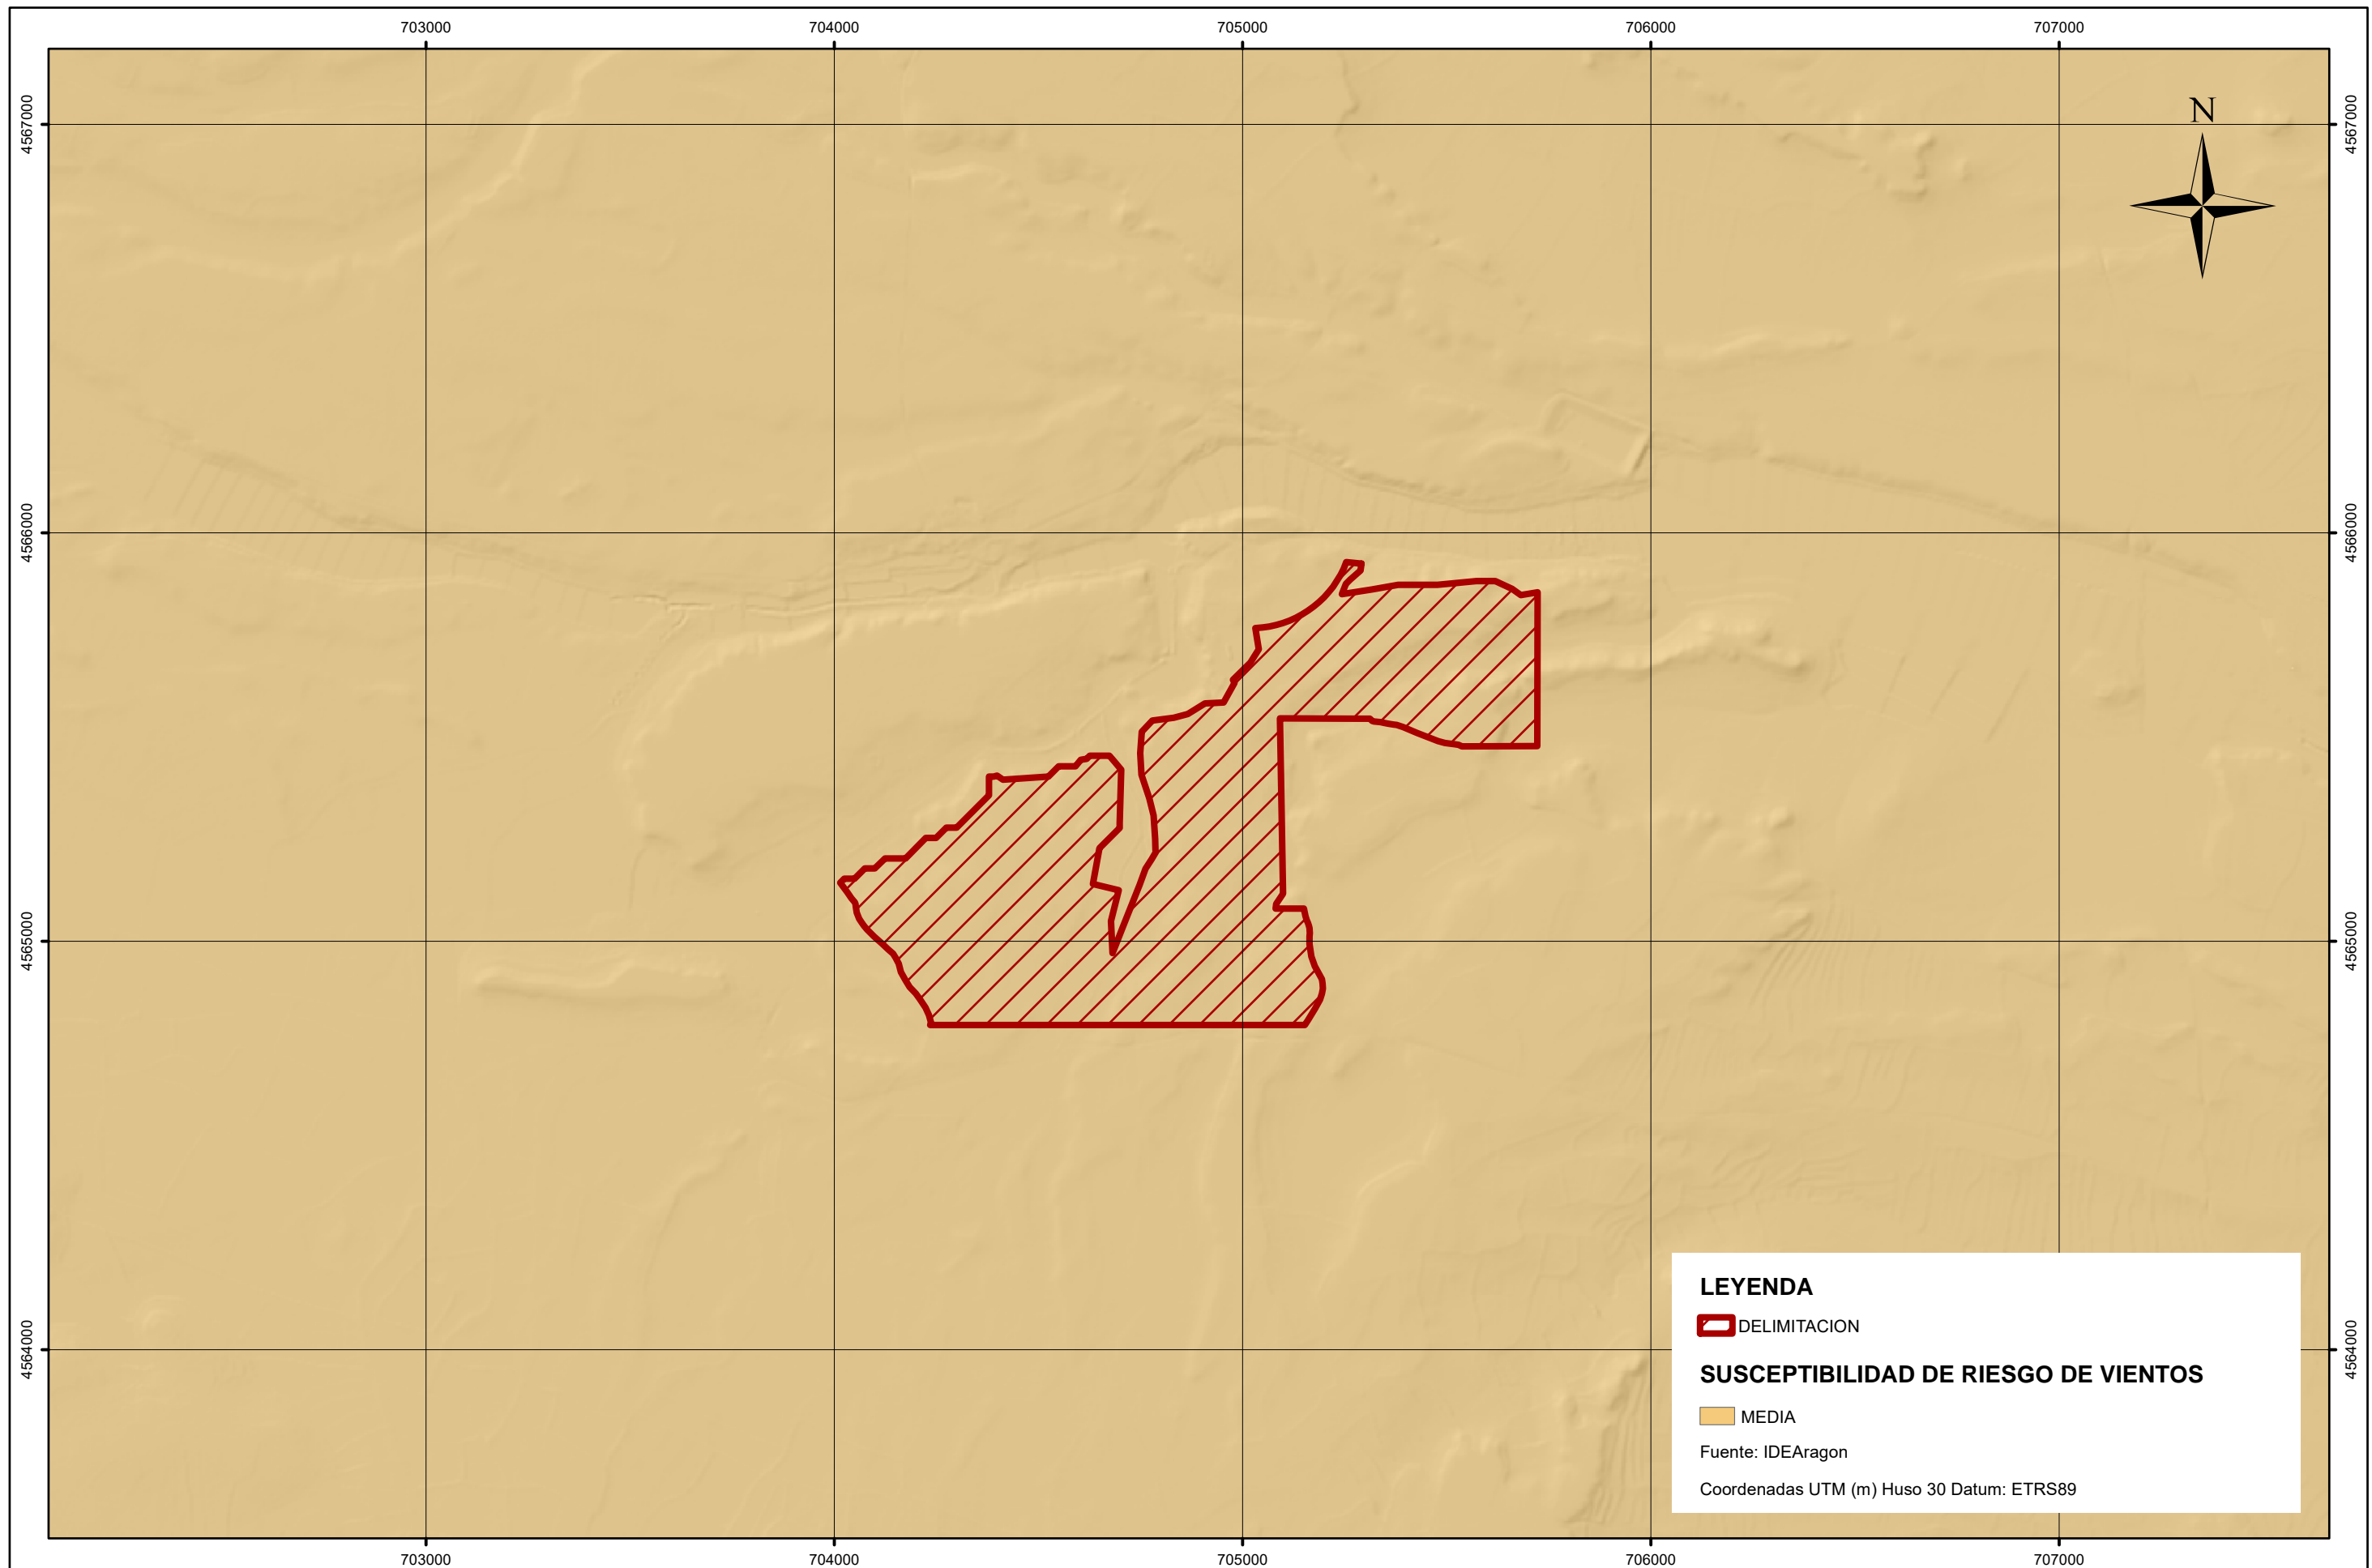 703000 704000 705000 706000 707000
4567000 4567000
N
4566000 4566000
4565000 4565000
4564000 4564000
LEYENDA
DELIMITACION
SUSCEPTIBILIDAD DE RIESGO DE VIENTOS
MEDIA
Fuente: IDEAragon
Coordenadas UTM (m) Huso 30 Datum: ETRS89
703000 704000 705000 706000 707000